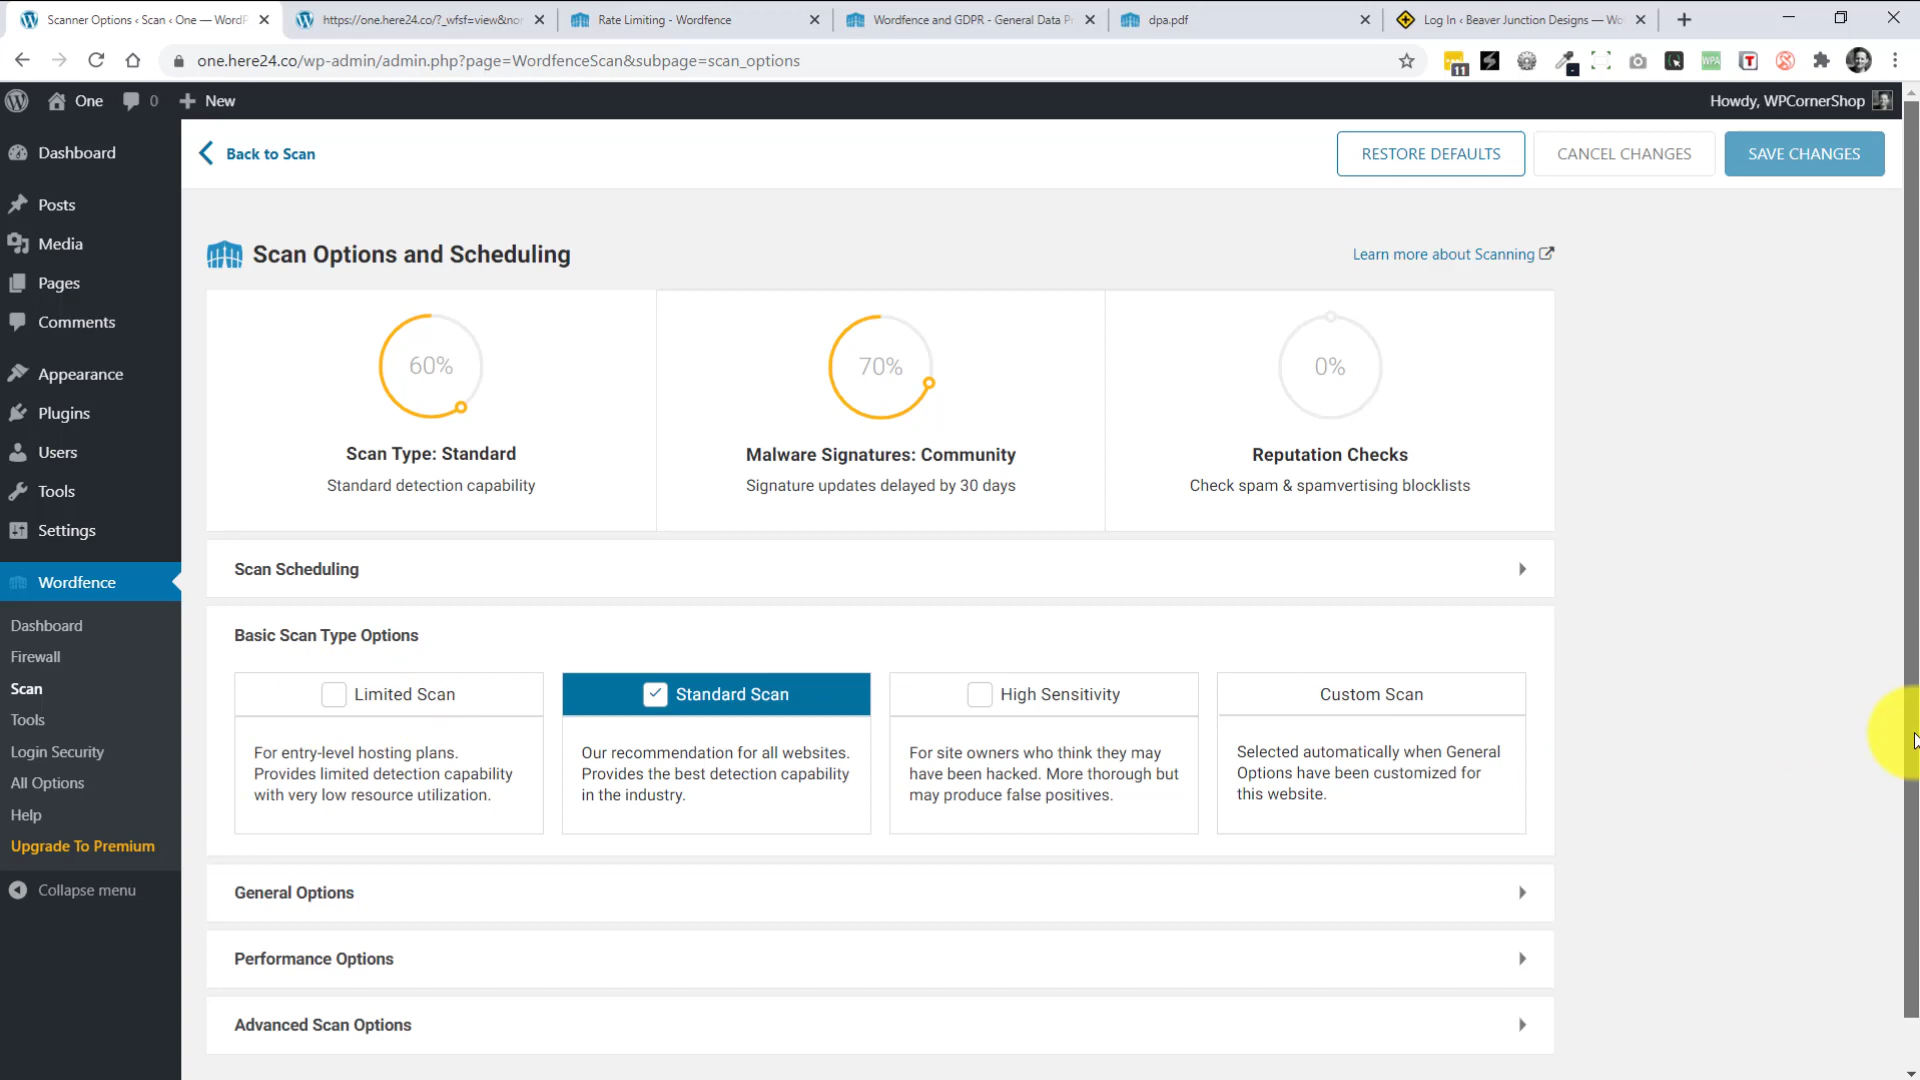 Scanner Options ‹ Scan ‹ One — WordP
https://one.here24.co/?_wfsf=view&nor
Rate Limiting - Wordfence
Wordfence and GDPR - General Data P
dpa.pdf
Log In ‹ Beaver Junction Designs — Wo
one.here24.co/wp-admin/admin.php?page=WordfenceScan&subpage=scan_options
11
WPA
T
One
0
New
Howdy, WPCornerShop
Dashboard
Posts
Media
Pages
Comments
Appearance
Plugins
Users
Tools
Settings
Wordfence
Dashboard
Firewall
Scan
Tools
Login Security
All Options
Help
Upgrade To Premium
Collapse menu
Back to Scan
RESTORE DEFAULTS
CANCEL CHANGES
SAVE CHANGES
Scan Options and Scheduling
Learn more about Scanning
60%
Scan Type: Standard
Standard detection capability
70%
Malware Signatures: Community
Signature updates delayed by 30 days
0%
Reputation Checks
Check spam & spamvertising blocklists
Scan Scheduling
Basic Scan Type Options
Limited Scan
For entry-level hosting plans.
Provides limited detection capability
with very low resource utilization.
Standard Scan
Our recommendation for all websites.
Provides the best detection capability
in the industry.
High Sensitivity
For site owners who think they may
have been hacked. More thorough but
may produce false positives.
Custom Scan
Selected automatically when General
Options have been customized for
this website.
General Options
Performance Options
Advanced Scan Options